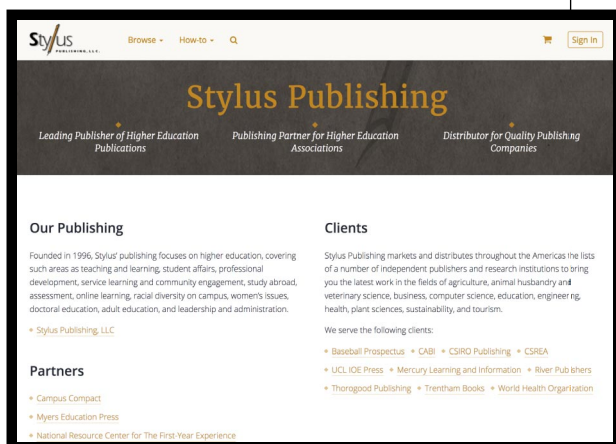 Stylus
PUBLISHING, LLC.
Browse
How-to
Sign In
Stylus Publishing
Leading Publisher of Higher Education
Publications
Publishing Partner for Higher Education
Associations
Distributor for Quality Publishing
Companies
Our Publishing
Founded in 1996, Stylus' publishing focuses on higher education, covering
such areas as teaching and learning, student affairs, professional
development, service learning and community engagement, study abroad,
assessment, online learning, racial diversity on campus, women's issues,
doctoral education, adult education, and leadership and administration.
Stylus Publishing, LLC
Partners
Campus Compact
Myers Education Press
National Resource Center for The First-Year Experience
Clients
Stylus Publishing markets and distributes throughout the Americas the lists
of a number of independent publishers and research institutions to bring
you the latest work in the fields of agriculture, animal husbandry and
veterinary science, business, computer science, education, engineering,
health, plant sciences, sustainability, and tourism.
We serve the following clients:
Baseball Prospectus • CABI • CSIRO Publishing • CSREA
UCL IOE Press • Mercury Learning and Information • River Publishers
Thorogood Publishing • Trentham Books • World Health Organization